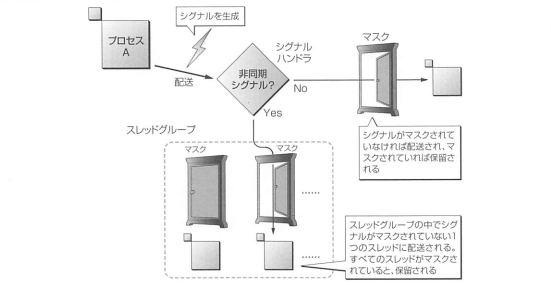 シグナルを生成
プロセス
A
配送
非同期
シグナル?
シグナル
ハンドラ
No
Yes
マスク
シグナルがマスクされて
いなければ配送され、マ
スクされていれば保留さ
れる
スレッドグループ
マスク
マスク
……
……
スレッドグループの中でシグ
ナルがマスクされていない1
つのスレッドに配送される。
すべてのスレッドがマスクさ
れていると、保留される